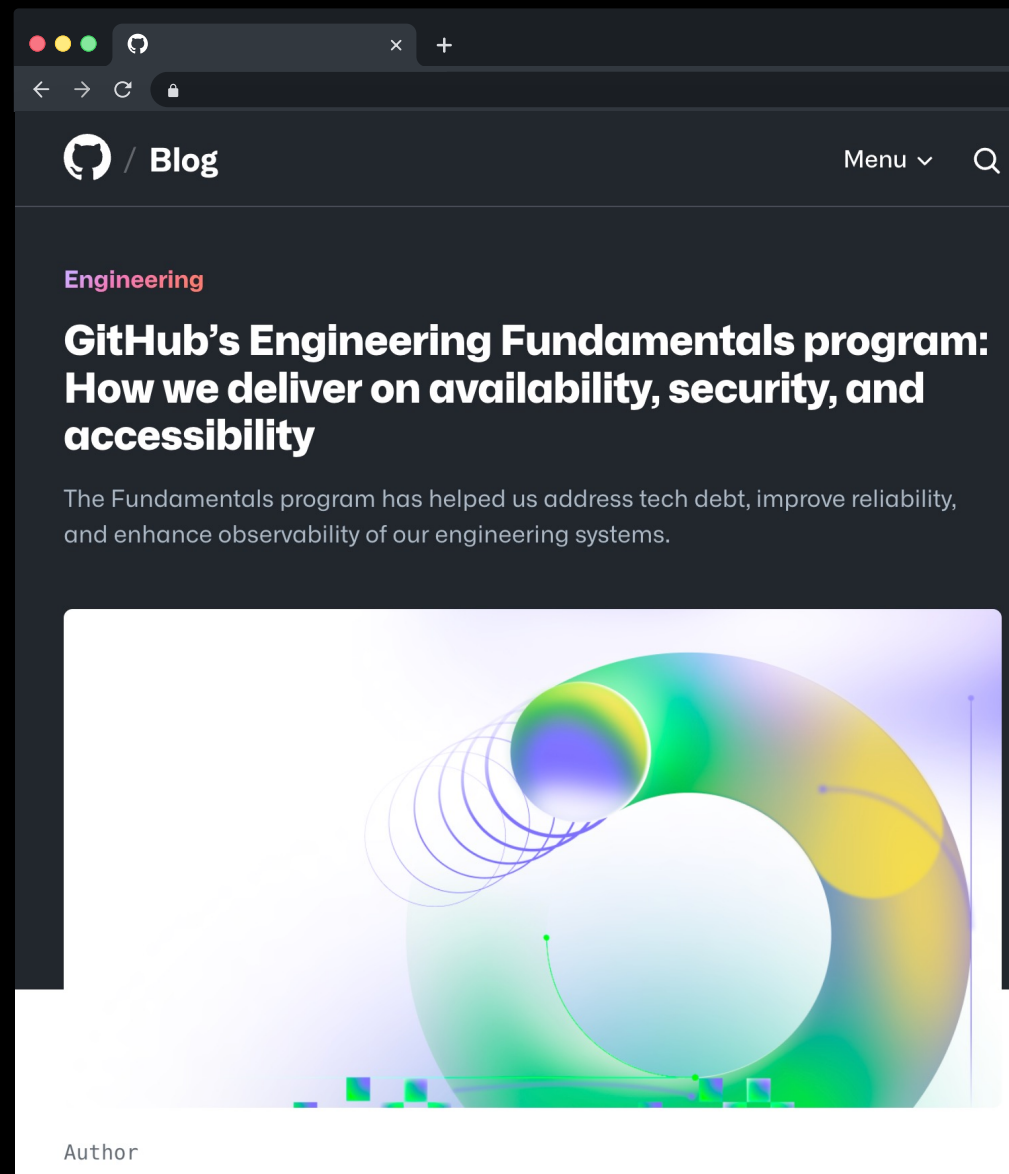 / Blog
Menu
Engineering
GitHub’s Engineering Fundamentals program:
How we deliver on availability, security, and
accessibility
The Fundamentals program has helped us address tech debt, improve reliability,
and enhance observability of our engineering systems.
Author